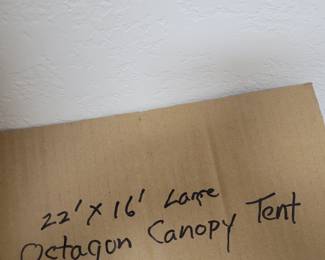 22' x 16' Large
Octagon Canopy Tent